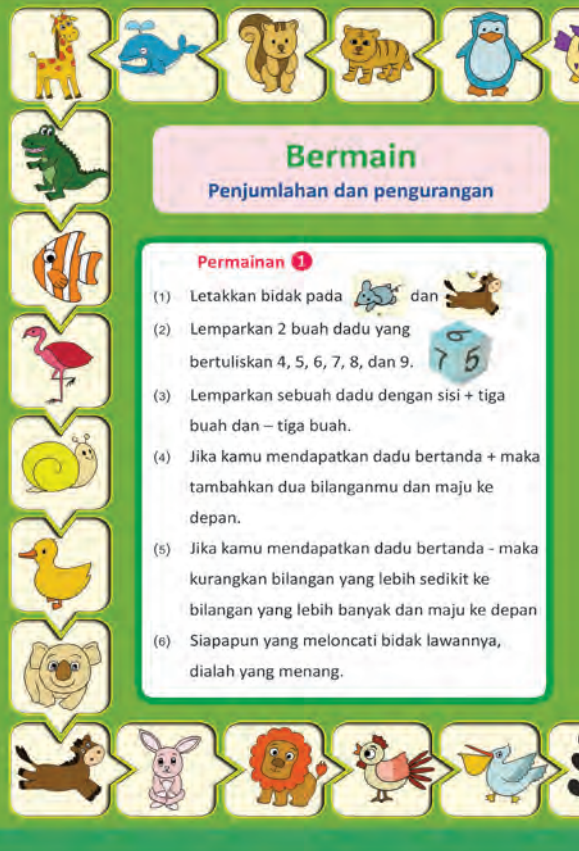 Bermain
Penjumlahan dan pengurangan
Permainan 1
(1) Letakkan bidak pada dan
(2) Lemparkan 2 buah dadu yang
bertuliskan 4, 5, 6, 7, 8, dan 9.
6
7 5
(3) Lemparkan sebuah dadu dengan sisi + tiga
buah dan – tiga buah.
(4) Jika kamu mendapatkan dadu bertanda + maka
tambahkan dua bilanganmu dan maju ke
depan.
(5) Jika kamu mendapatkan dadu bertanda - maka
kurangkan bilangan yang lebih sedikit ke
bilangan yang lebih banyak dan maju ke depan
(6) Siapapun yang meloncati bidak lawannya,
dialah yang menang.